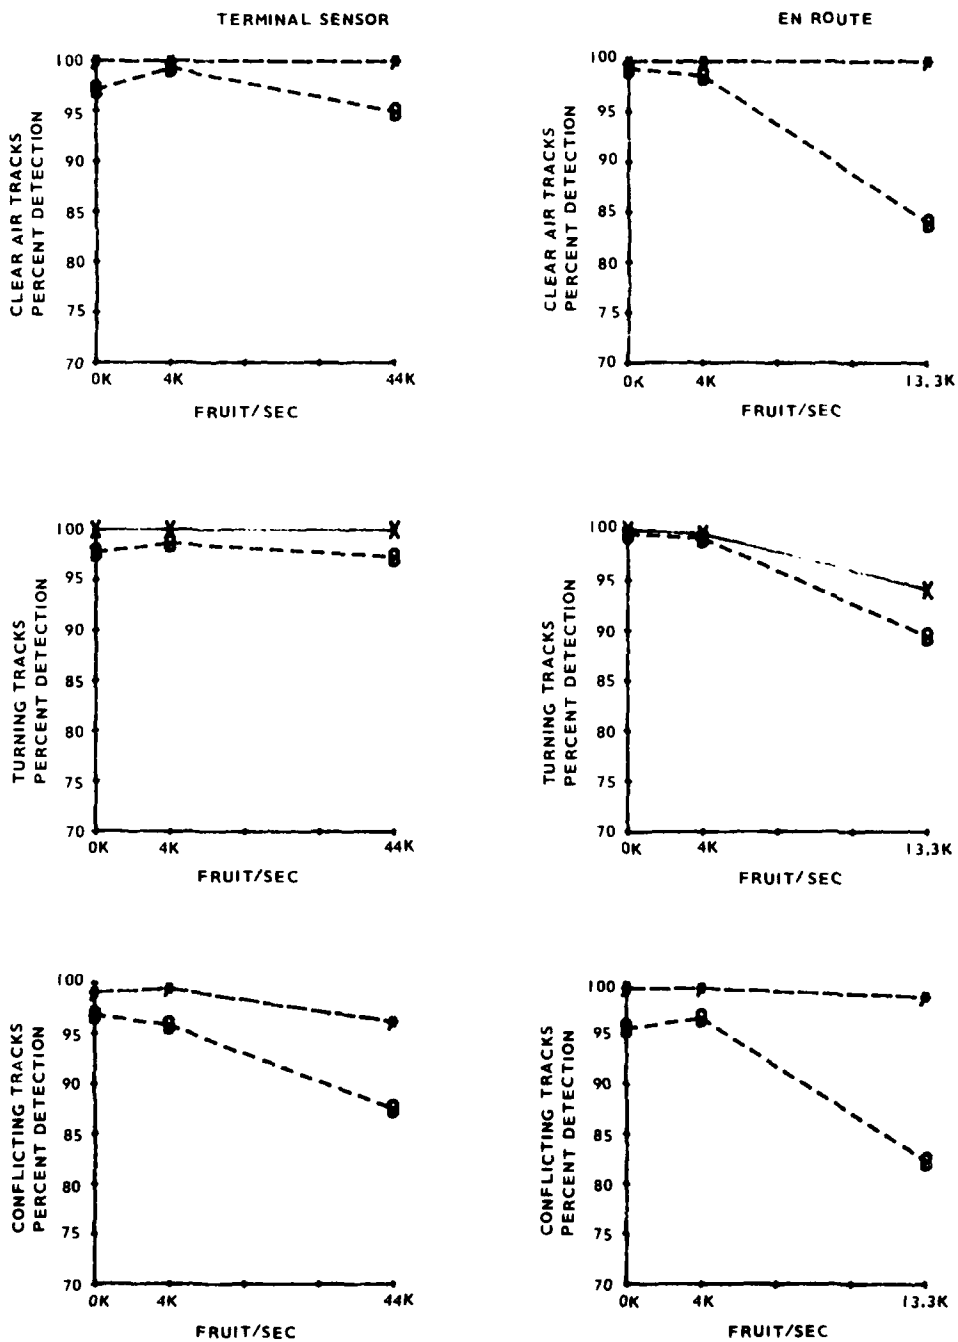 TERMINAL SENSOR
EN ROUTE
CLEAR AIR TRACKS
PERCENT DETECTION
100
95
90
85
80
75
70
0K 4K 44K
FRUIT/SEC
CLEAR AIR TRACKS
PERCENT DETECTION
100
95
90
85
80
75
70
0K 4K 13.3K
FRUIT/SEC
TURNING TRACKS
PERCENT DETECTION
100
95
90
85
80
75
70
0K 4K 44K
FRUIT/SEC
TURNING TRACKS
PERCENT DETECTION
100
95
90
85
80
75
70
0K 4K 13.3K
FRUIT/SEC
CONFLICTING TRACKS
PERCENT DETECTION
100
95
90
85
80
75
70
0K 4K 44K
FRUIT/SEC
CONFLICTING TRACKS
PERCENT DETECTION
100
95
90
85
80
75
70
0K 4K 13.3K
FRUIT/SEC